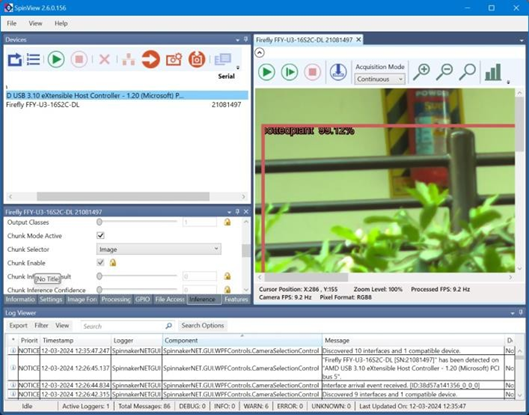 SpinView 2.6.0.156
File View Help
Devices
Serial
D USB 3.10 eXtensible Host Controller - 1.20 (Microsoft) P...
Firefly FFY-U3-16S2C-DL 21081497
Firefly FFY-U3-16S2C-DL 21081497
Output Classes 1
Chunk Mode Active
Chunk Selector Image
Chunk Enable
Chunk Inf sult 0
No Title
Chunk Inference Confidence 0
Informatio Settings Image Fon Processing GPIO File Access Inference Features
Firefly FFY-U3-16S2C-DL 21081497
Acquisition Mode
Continuous
Cursor Position: X:286 , Y:155 Zoom Level: 100% Processed FPS: 9.2 Hz
Camera FPS: 9.2 Hz Pixel Format: RGB8
Log Viewer
Export Filter View Search Search Options
Priorit Timestamp Logger Component Message D
NOTICE 12-03-2024 12:35:47.247 SpinnakerNETGUI SpinnakerNET.GUI.WPFControls.CameraSelectionControl Discovered 10 interfaces and 1 compatible device. No
NOTICE 12-03-2024 12:26:45.137 SpinnakerNETGUI SpinnakerNET.GUI.WPFControls.CameraSelectionControl "Firefly FFY-U3-16S2C-DL [SN:21081497]" has been detected on "AMD USB 3.10 eXtensible Host Controller - 1.20 (Microsoft) PCI bus 5". No
NOTICE 12-03-2024 12:26:44.834 SpinnakerNETGUI SpinnakerNET.GUI.WPFControls.CameraSelectionControl Interface arrival event received. [ID:38d57a141356_0_0_0] No
NOTICE 12-03-2024 12:26:42.315 SpinnakerNETGUI SpinnakerNET.GUI.WPFControls.CameraSelectionControl Discovered 9 interfaces and 1 compatible device. No
Idle Active Loggers: 1 Total Messages: 86 DEBUG: 0 INFO: 0 WARN: 6 ERROR: 0 UNKNOWN: 0 Last Updated On: 12-03-2024 12:35:47